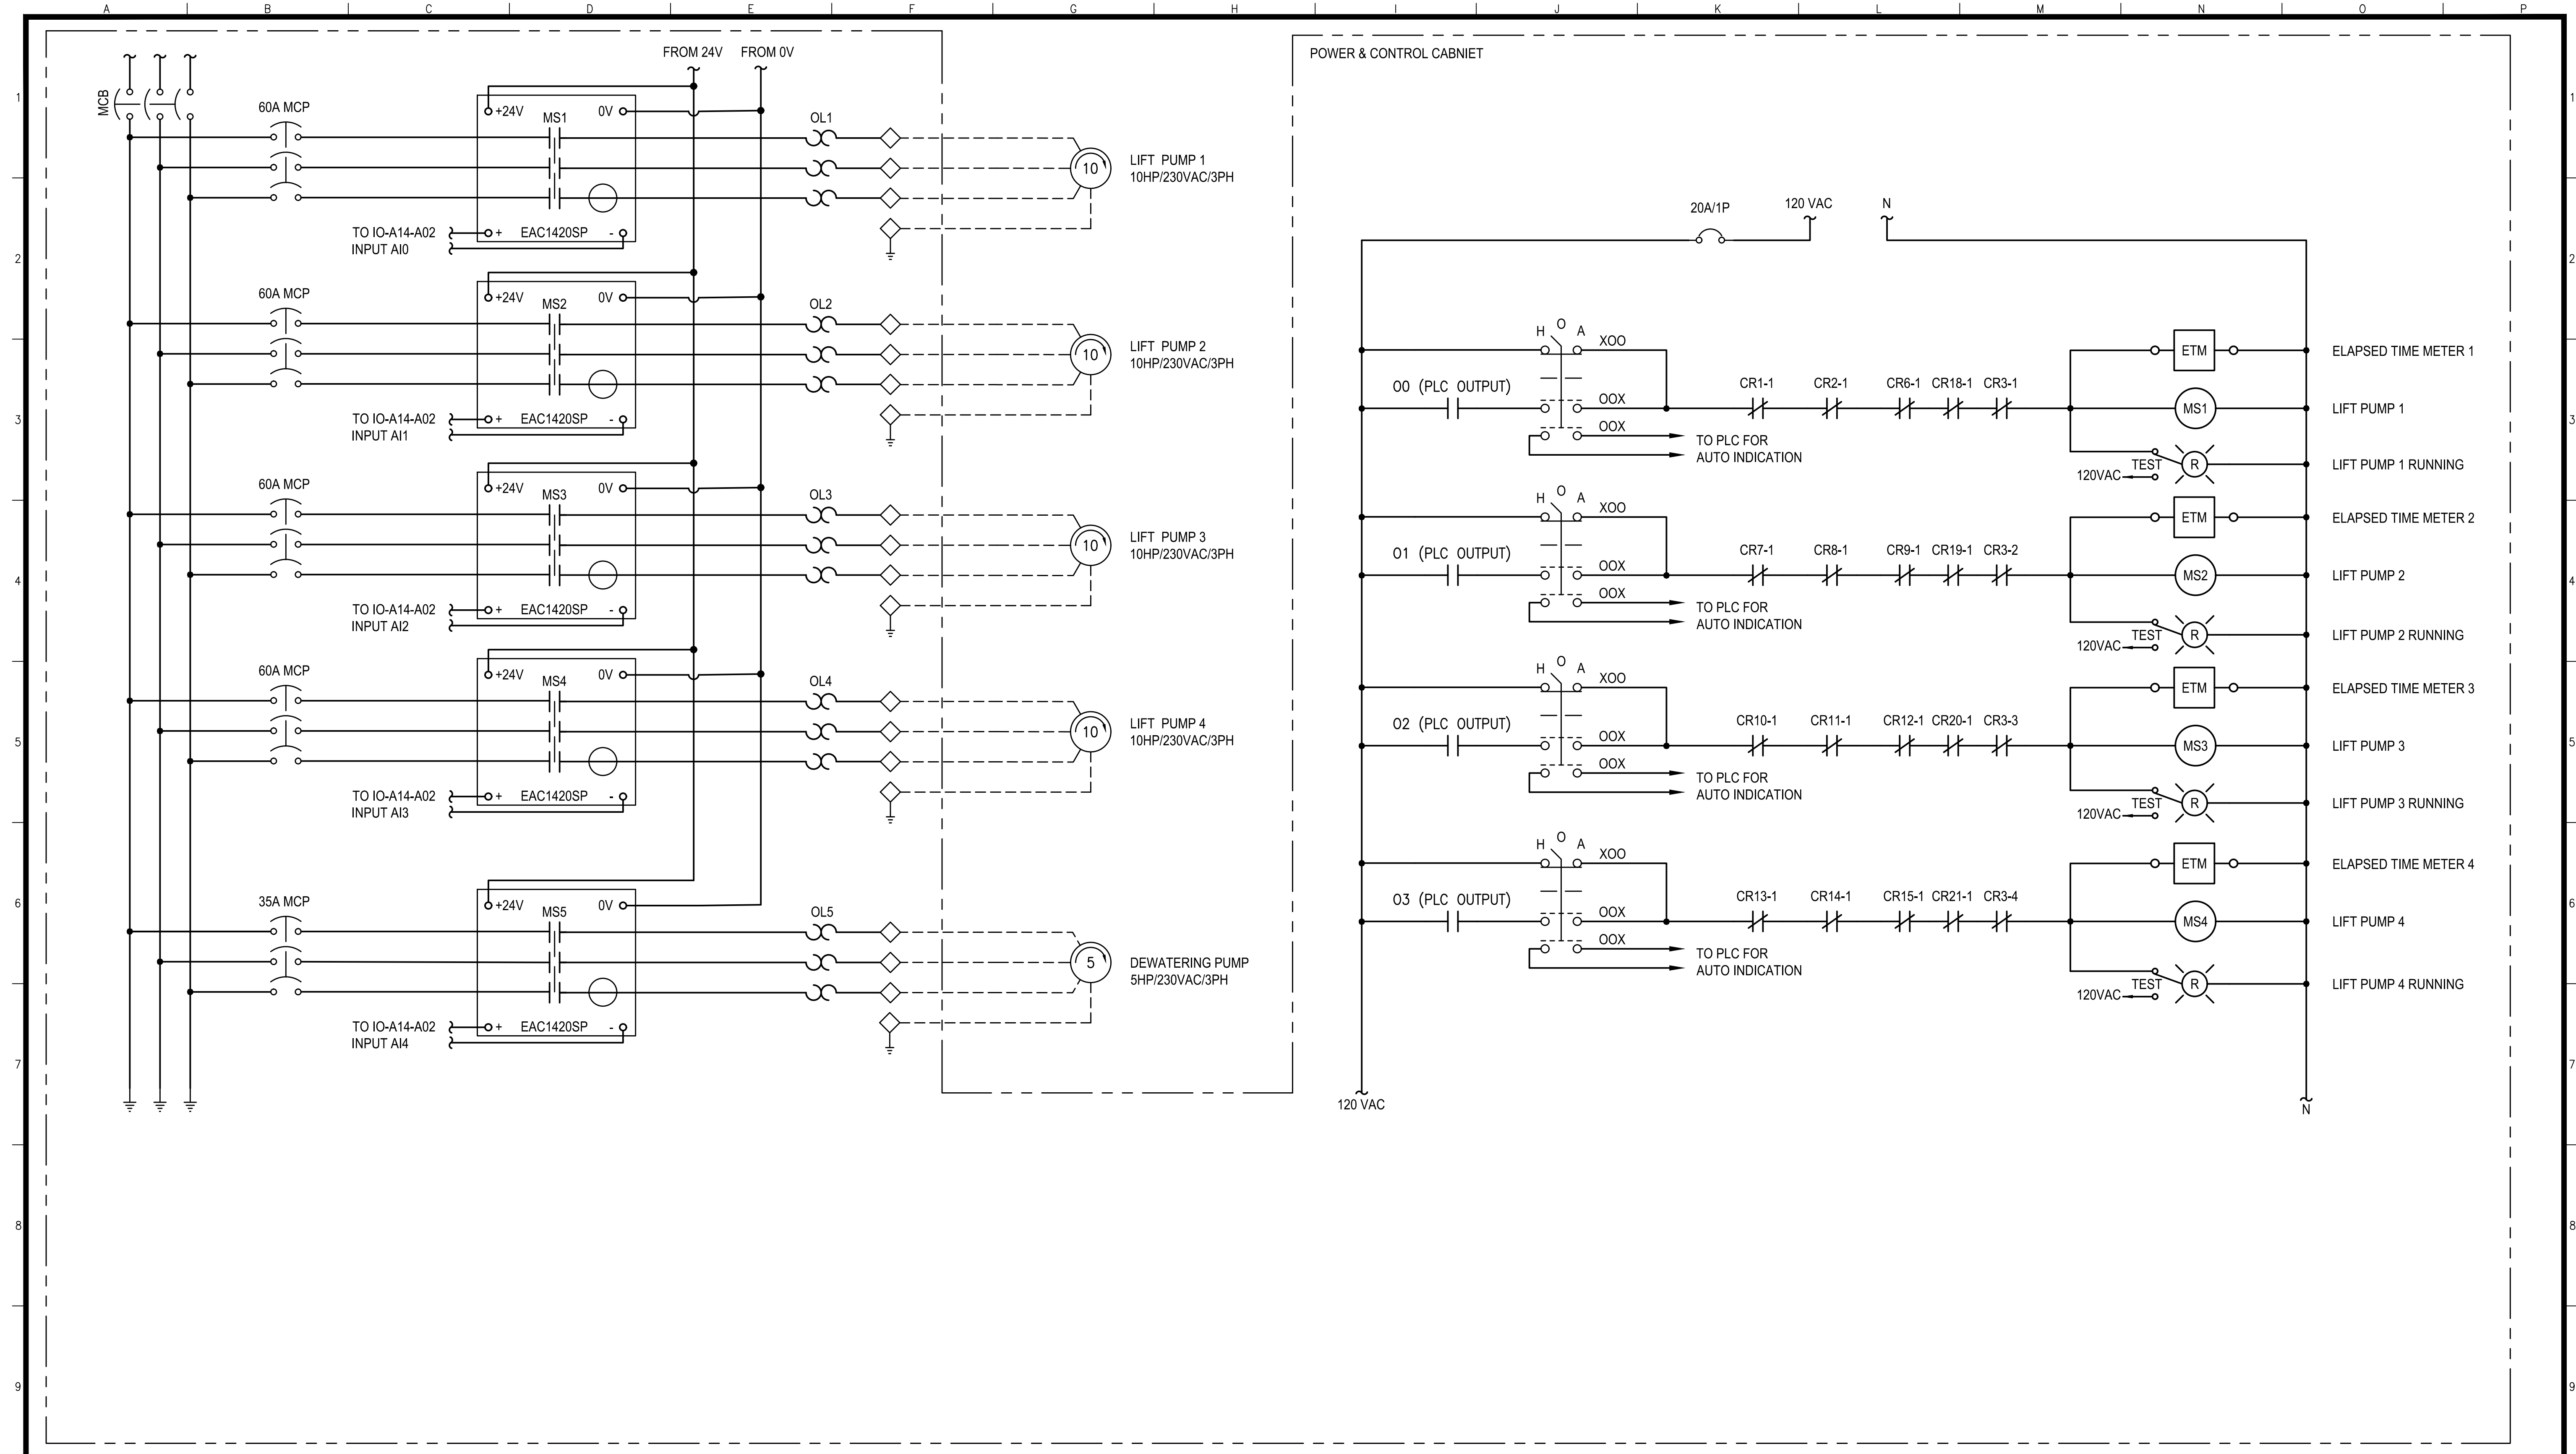 A B C D E F G H I J K L M N O P
FROM 24V FROM 0V
POWER & CONTROL CABNIET
1 1
MCB
60A MCP
+24V 0V
MS1
OL1
10
LIFT PUMP 1
10HP/230VAC/3PH
TO IO-A14-A02
INPUT AI0
+ EAC1420SP -
2 2
60A MCP
+24V 0V
MS2
OL2
10
LIFT PUMP 2
10HP/230VAC/3PH
3 3
TO IO-A14-A02
INPUT AI1
+ EAC1420SP -
60A MCP
+24V 0V
MS3
OL3
10
LIFT PUMP 3
10HP/230VAC/3PH
4 4
TO IO-A14-A02
INPUT AI2
+ EAC1420SP -
60A MCP
+24V 0V
MS4
OL4
10
LIFT PUMP 4
10HP/230VAC/3PH
5 5
TO IO-A14-A02
INPUT AI3
+ EAC1420SP -
35A MCP
+24V 0V
MS5
OL5
5
DEWATERING PUMP
5HP/230VAC/3PH
6 6
TO IO-A14-A02
INPUT AI4
+ EAC1420SP -
7 7
20A/1P 120 VAC N
H O A
XOO
ETM
ELAPSED TIME METER 1
O0 (PLC OUTPUT)
OOX
CR1-1 CR2-1 CR6-1 CR18-1 CR3-1
MS1
LIFT PUMP 1
OOX
TO PLC FOR
AUTO INDICATION
TEST
120VAC
R
LIFT PUMP 1 RUNNING
H O A
XOO
ETM
ELAPSED TIME METER 2
O1 (PLC OUTPUT)
OOX
CR7-1 CR8-1 CR9-1 CR19-1 CR3-2
MS2
LIFT PUMP 2
OOX
TO PLC FOR
AUTO INDICATION
TEST
120VAC
R
LIFT PUMP 2 RUNNING
H O A
XOO
ETM
ELAPSED TIME METER 3
O2 (PLC OUTPUT)
OOX
CR10-1 CR11-1 CR12-1 CR20-1 CR3-3
MS3
LIFT PUMP 3
OOX
TO PLC FOR
AUTO INDICATION
TEST
120VAC
R
LIFT PUMP 3 RUNNING
H O A
XOO
ETM
ELAPSED TIME METER 4
O3 (PLC OUTPUT)
OOX
CR13-1 CR14-1 CR15-1 CR21-1 CR3-4
MS4
LIFT PUMP 4
OOX
TO PLC FOR
AUTO INDICATION
TEST
120VAC
R
LIFT PUMP 4 RUNNING
120 VAC N
8 8
9 9